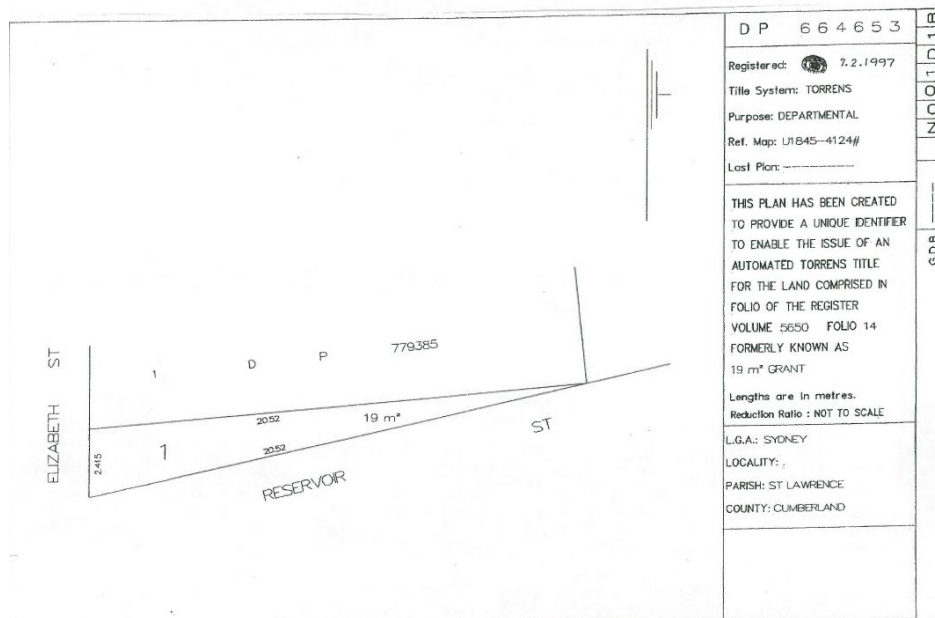 DP 664653
Registered: 7.2.1997
Title System: TORRENS
Purpose: DEPARTMENTAL
Ref. Map: U1845-4124#
Last Plan: --------
THIS PLAN HAS BEEN CREATED
TO PROVIDE A UNIQUE IDENTIFIER
TO ENABLE THE ISSUE OF AN
AUTOMATED TORRENS TITLE
FOR THE LAND COMPRISED IN
FOLIO OF THE REGISTER
VOLUME 5650 FOLIO 14
FORMERLY KNOWN AS
19 m² GRANT
Lengths are in metres.
Reduction Ratio : NOT TO SCALE
L.G.A.: SYDNEY
LOCALITY:
PARISH: ST LAWRENCE
COUNTY: CUMBERLAND
ELIZABETH ST
1 D P 779385
20.52 19 m²
1
2.415
20.52
RESERVOIR ST